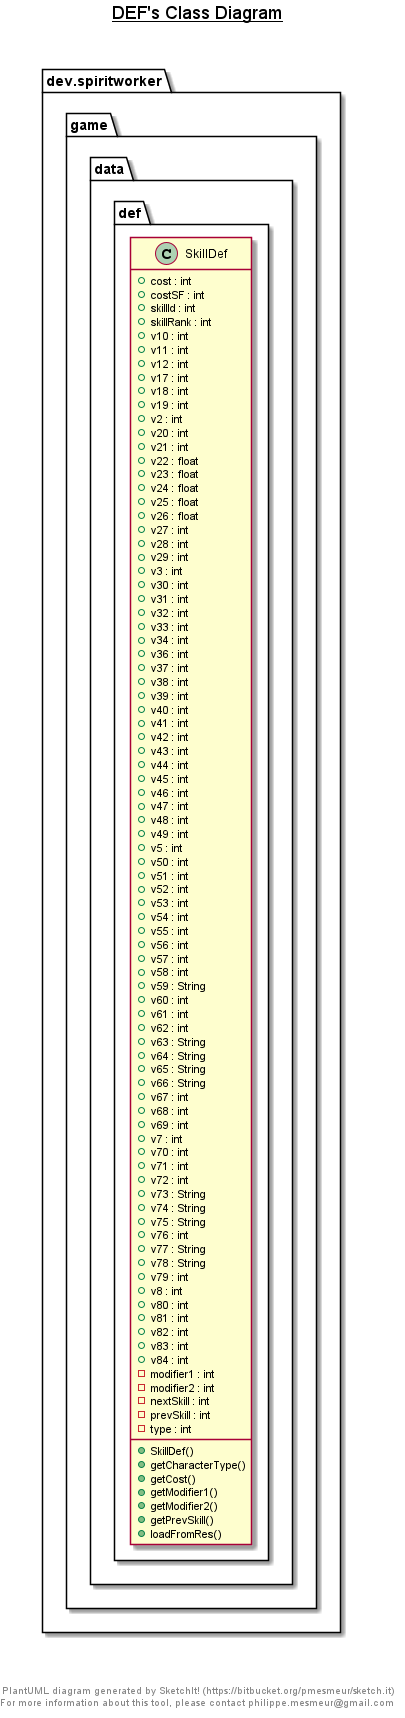 DEF's Class Diagram
dev.spiritworker
game
data
def
C SkillDef
cost : int
costSF : int
skillId : int
skillRank : int
v10 : int
v11 : int
v12 : int
v17 : int
v18 : int
v19 : int
v2 : int
v20 : int
v21 : int
v22 : float
v23 : float
v24 : float
v25 : float
v26 : float
v27 : int
v28 : int
v29 : int
v3 : int
v30 : int
v31 : int
v32 : int
v33 : int
v34 : int
v36 : int
v37 : int
v38 : int
v39 : int
v40 : int
v41 : int
v42 : int
v43 : int
v44 : int
v45 : int
v46 : int
v47 : int
v48 : int
v49 : int
v5 : int
v50 : int
v51 : int
v52 : int
v53 : int
v54 : int
v55 : int
v56 : int
v57 : int
v58 : int
v59 : String
v60 : int
v61 : int
v62 : int
v63 : String
v64 : String
v65 : String
v66 : String
v67 : int
v68 : int
v69 : int
v7 : int
v70 : int
v71 : int
v72 : int
v73 : String
v74 : String
v75 : String
v76 : int
v77 : String
v78 : String
v79 : int
v8 : int
v80 : int
v81 : int
v82 : int
v83 : int
v84 : int
modifier1 : int
modifier2 : int
nextSkill : int
prevSkill : int
type : int
SkillDef()
getCharacterType()
getCost()
getModifier1()
getModifier2()
getPrevSkill()
loadFromRes()
PlantUML diagram generated by SketchIt! (https://bitbucket.org/pmesmeur/sketch.it)
For more information about this tool, please contact philippe.mesmeur@gmail.com